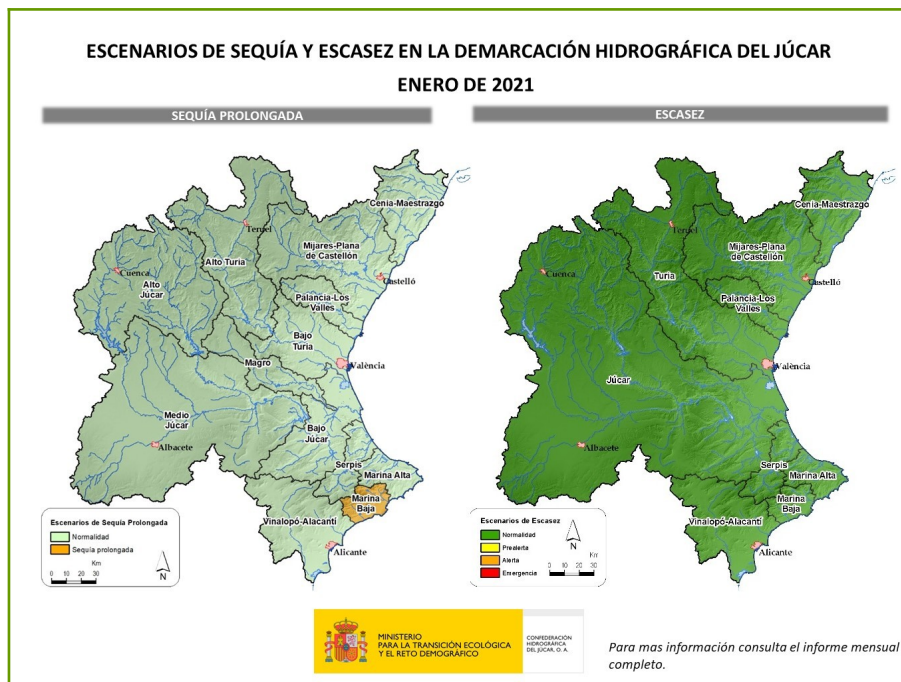 ESCENARIOS DE SEQUÍA Y ESCASEZ EN LA DEMARCACIÓN HIDROGRÁFICA DEL JÚCAR
ENERO DE 2021
SEQUÍA PROLONGADA
Cenia-Maestrazgo
Teruel
Mijares-Plana
de Castellón
Alto Turia
Cuenca
Alto
Júcar
Castelló
Palancia-Los
Valles
Bajo
Turia
Magro
València
Medio
Júcar
Bajo
Júcar
Albacete
Serpis
Marina Alta
Marina
Baja
Vinalopó-Alacantí
Alicante
Escenarios de Sequía Prolongada
Normalidad
Sequía prolongada
Km
0 10 20 30
N
ESCASEZ
Cenia-Maestrazgo
Teruel
Mijares-Plana
de Castellón
Cuenca
Turia
Castelló
Palancia-Los
Valles
València
Júcar
Albacete
Serpis
Marina Alta
Marina
Baja
Vinalopó-Alacantí
Alicante
Escenarios de Escasez
Normalidad
Prealerta
Alerta
Emergencia
N
Km
0 10 20 30
MINISTERIO
PARA LA TRANSICIÓN ECOLÓGICA
Y EL RETO DEMOGRÁFICO
CONFEDERACIÓN
HIDROGRÁFICA
DEL JÚCAR, O. A.
Para mas información consulta el informe mensual
completo.